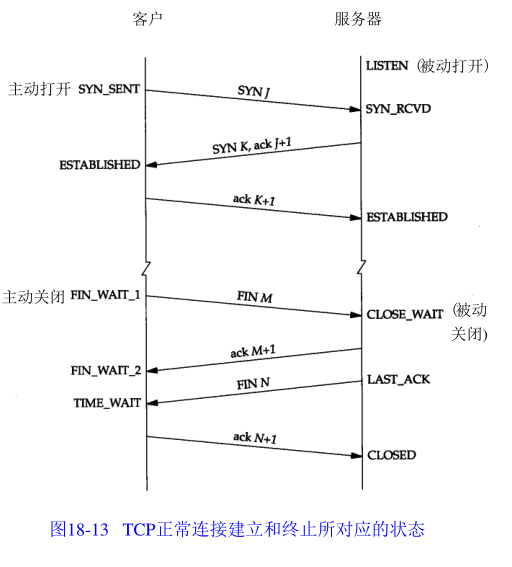 客户 服务器
LISTEN (被动打开)
主动打开 SYN_SENT
SYN J
SYN_RCVD
SYN K, ack J+1
ESTABLISHED
ack K+1
ESTABLISHED
主动关闭 FIN_WAIT_1
FIN M
CLOSE_WAIT (被动
关闭)
ack M+1
FIN_WAIT_2
FIN N
LAST_ACK
TIME_WAIT
ack N+1
CLOSED
图18-13 TCP正常连接建立和终止所对应的状态